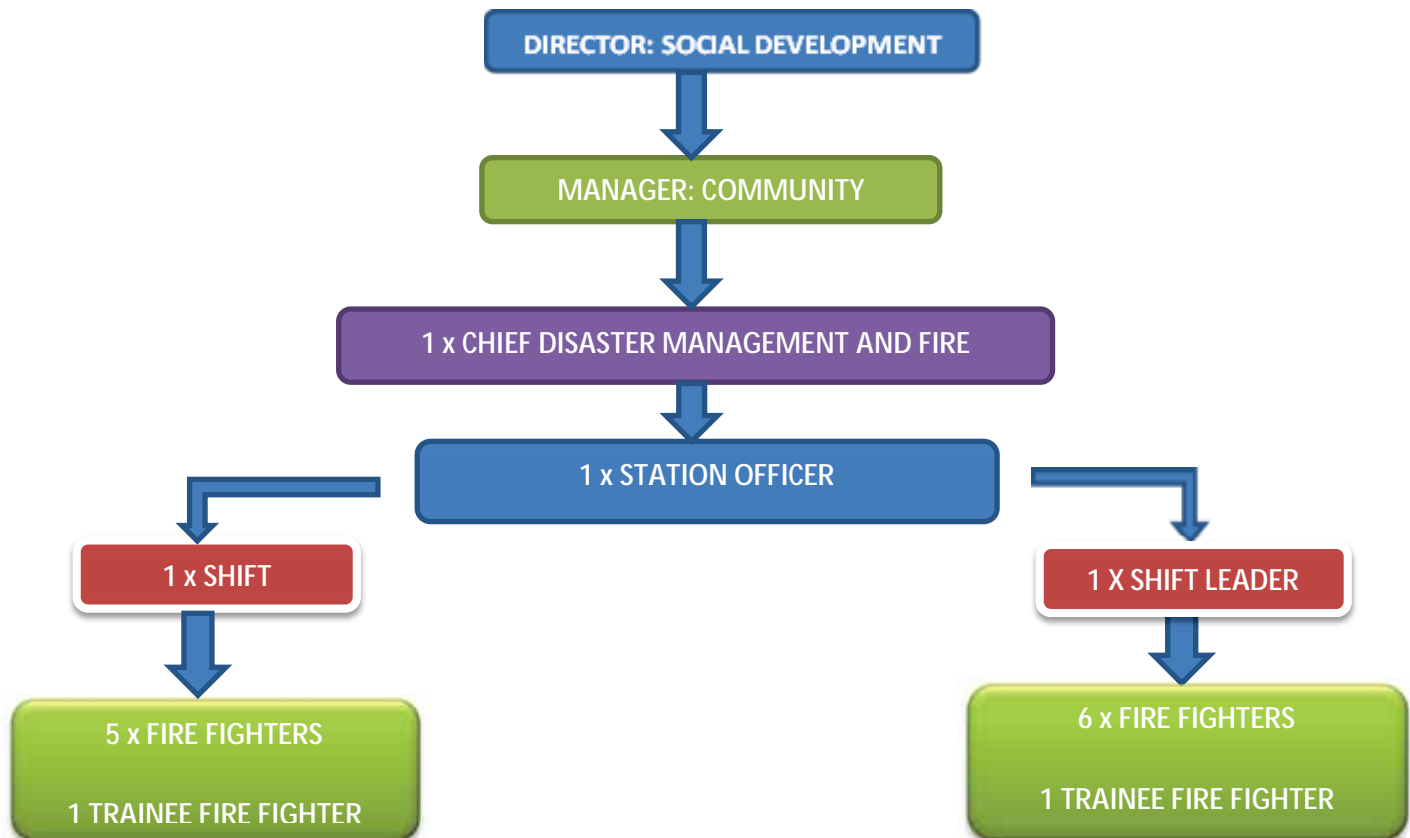 DIRECTOR: SOCIAL DEVELOPMENT
MANAGER: COMMUNITY
1 x CHIEF DISASTER MANAGEMENT AND FIRE
1 x STATION OFFICER
1 x SHIFT
1 X SHIFT LEADER
5 x FIRE FIGHTERS
1 TRAINEE FIRE FIGHTER
6 x FIRE FIGHTERS
1 TRAINEE FIRE FIGHTER